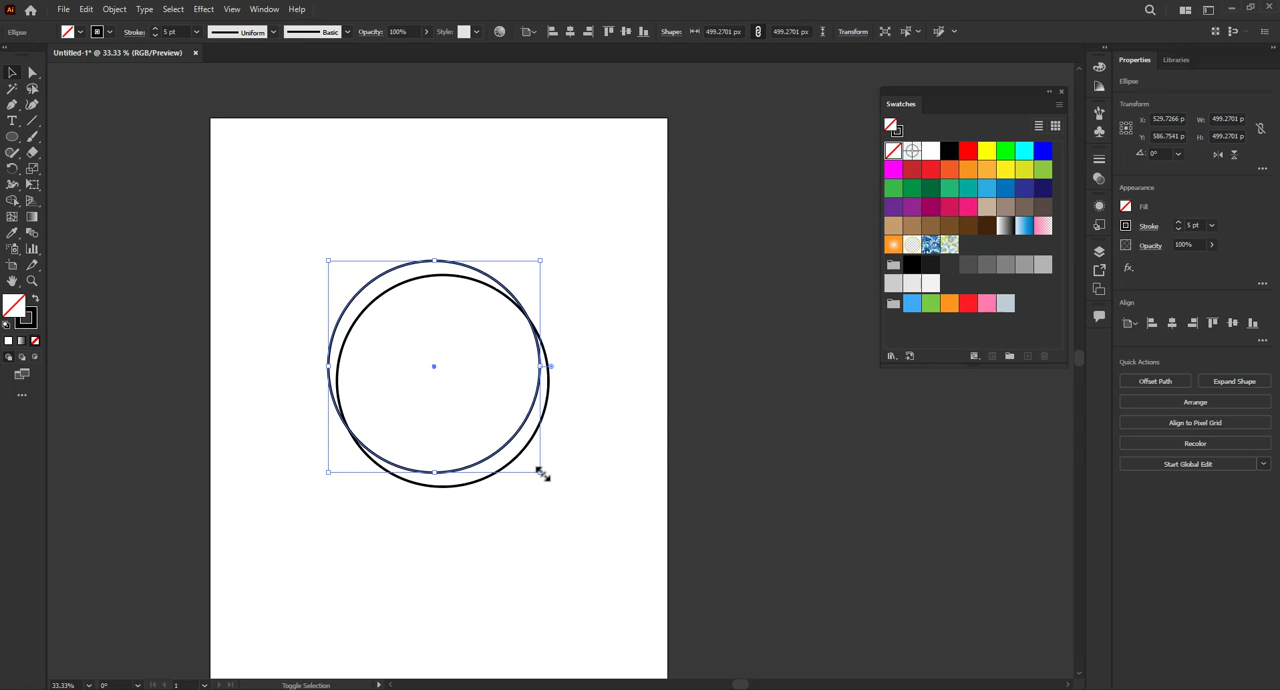 Ai File Edit Object Type Select Effect View Window Help
Ellipse Stroke: 5 pt Uniform Basic Opacity: 100% Style: Shape: 499.2701 px 499.2701 px Transform
Untitled-1* @ 33.33 % (RGB/Preview) ×
Properties Libraries
Ellipse
Transform
X: 529.7266 p W: 499.2701 p
Y: 586.7541 p H: 499.2701 p
0°
Appearance
Fill
Stroke 5 pt
Opacity 100%
fx.
Align
Quick Actions
Offset Path Expand Shape
Arrange
Align to Pixel Grid
Recolor
Start Global Edit
Swatches
33.33% 0° 1 Toggle Selection